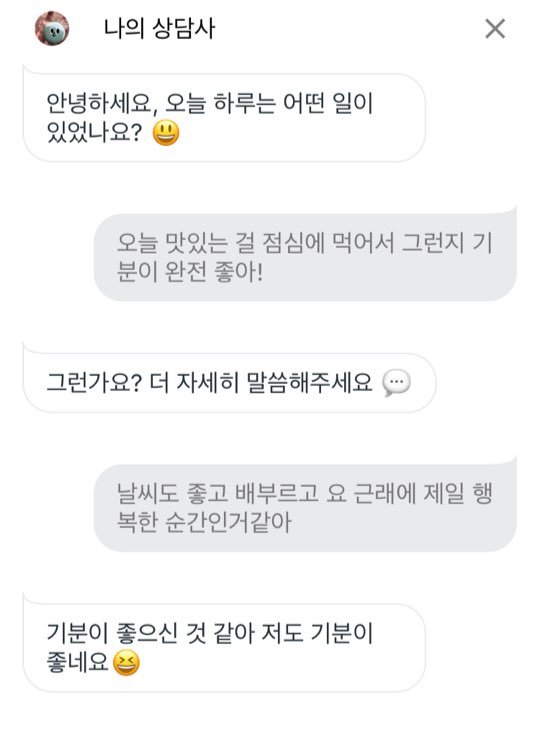 나의 상담사
안녕하세요, 오늘 하루는 어떤 일이
있었나요? 😃
오늘 맛있는 걸 점심에 먹어서 그런지 기
분이 완전 좋아!
그런가요? 더 자세히 말씀해주세요 💬
날씨도 좋고 배부르고 요 근래에 제일 행
복한 순간인거같아
기분이 좋으신 것 같아 저도 기분이
좋네요😆